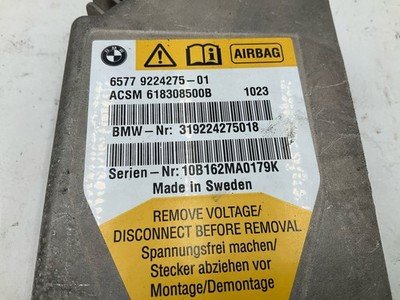 AIRBAG
6577 9224275-01
ACSM 618308500B 1023
BMW-Nr: 319224275018
Serien-Nr: 10B162MA0179K
Made in Sweden
REMOVE VOLTAGE/
DISCONNECT BEFORE REMOVAL
Spannungsfrei machen/
Stecker abziehen vor
Montage/Demontage